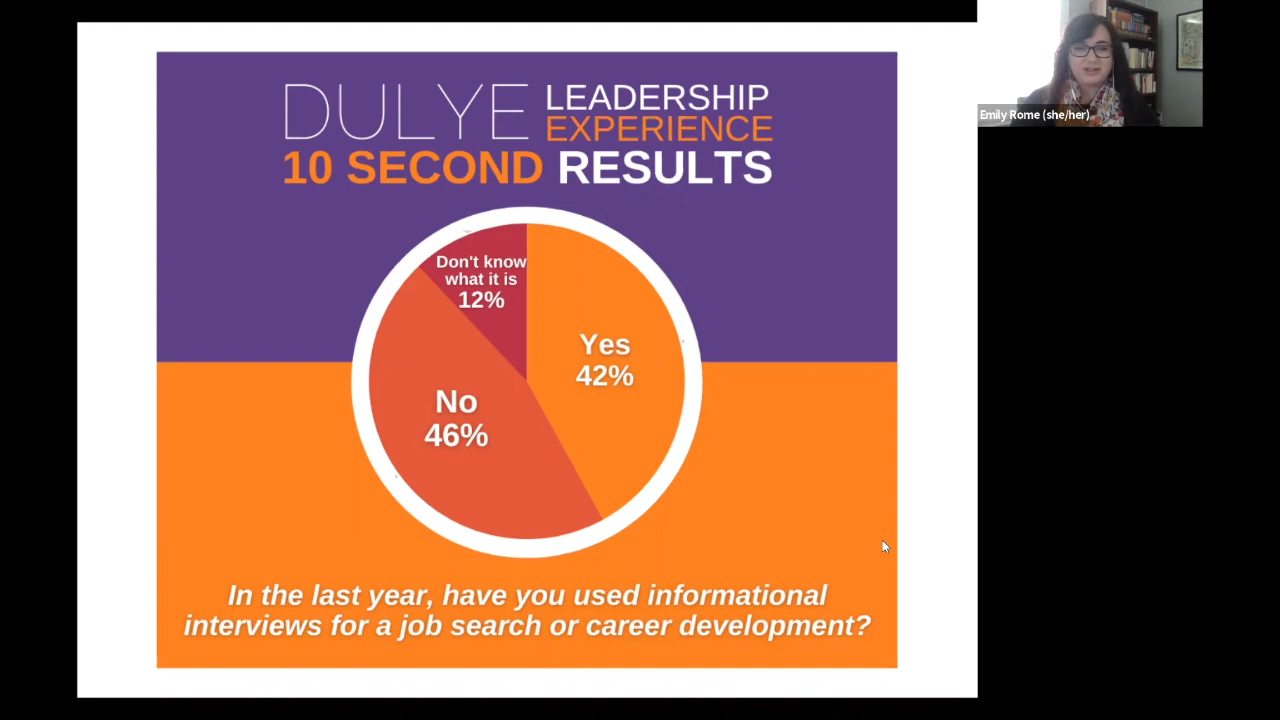 DULYE LEADERSHIP
EXPERIENCE
10 SECOND RESULTS
Don't know
what it is
12%
Yes
42%
No
46%
In the last year, have you used informational
interviews for a job search or career development?
Emily Rome (she/her)